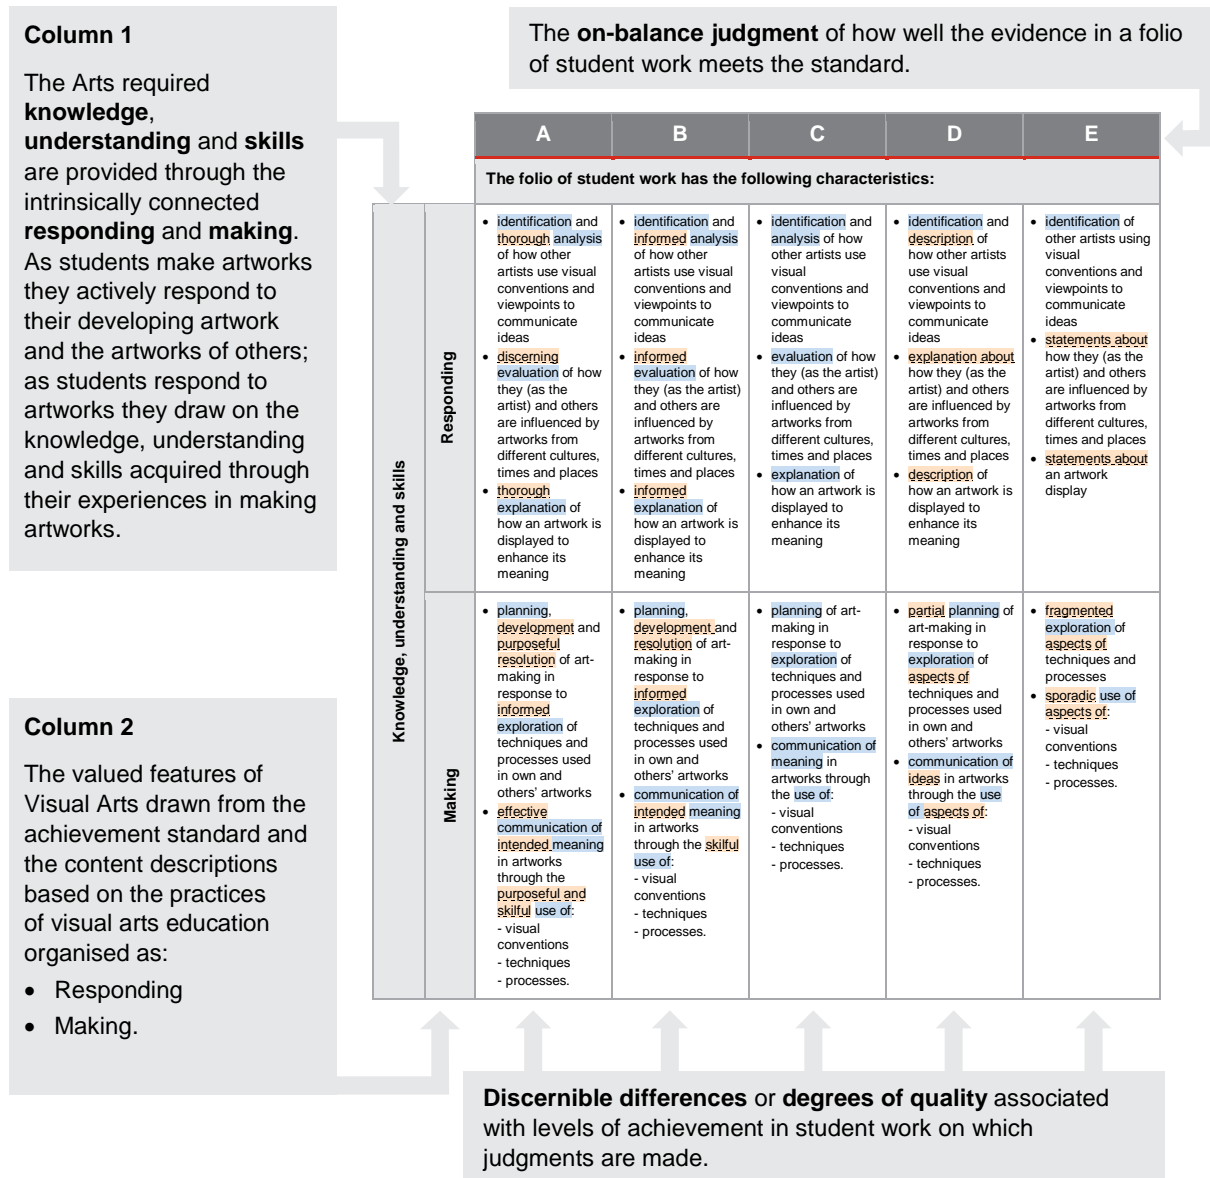 Column 1
The Arts required
knowledge,
understanding and skills
are provided through the
intrinsically connected
responding and making.
As students make artworks
they actively respond to
their developing artwork
and the artworks of others;
as students respond to
artworks they draw on the
knowledge, understanding
and skills acquired through
their experiences in making
artworks.
The on-balance judgment of how well the evidence in a folio
of student work meets the standard.
A B C D E
The folio of student work has the following characteristics:
Knowledge, understanding and skills
Responding
• identification and
thorough analysis
of how other
artists use visual
conventions and
viewpoints to
communicate
ideas
• discerning
evaluation of how
they (as the
artist) and others
are influenced by
artworks from
different cultures,
times and places
• thorough
explanation of
how an artwork is
displayed to
enhance its
meaning
• identification and
informed analysis
of how other
artists use visual
conventions and
viewpoints to
communicate
ideas
• informed
evaluation of how
they (as the artist)
and others are
influenced by
artworks from
different cultures,
times and places
• informed
explanation of
how an artwork is
displayed to
enhance its
meaning
• identification and
analysis of how
other artists use
visual
conventions and
viewpoints to
communicate
ideas
• evaluation of how
they (as the artist)
and others are
influenced by
artworks from
different cultures,
times and places
• explanation of
how an artwork is
displayed to
enhance its
meaning
• identification and
description of
how other artists
use visual
conventions and
viewpoints to
communicate
ideas
• explanation about
how they (as the
artist) and others
are influenced by
artworks from
different cultures,
times and places
• description of
how an artwork is
displayed to
enhance its
meaning
• identification of
other artists using
visual
conventions and
viewpoints to
communicate
ideas
• statements about
how they (as the
artist) and others
are influenced by
artworks from
different cultures,
times and places
• statements about
an artwork
display
Making
• planning,
development and
purposeful
resolution of art-
making in
response to
informed
exploration of
techniques and
processes used
in own and
others' artworks
• effective
communication of
intended meaning
in artworks
through the
purposeful and
skilful use of:
- visual
conventions
- techniques
- processes.
• planning,
development and
resolution of art-
making in
response to
informed
exploration of
techniques and
processes used
in own and
others' artworks
• communication of
intended meaning
in artworks
through the skilful
use of:
- visual
conventions
- techniques
- processes.
• planning of art-
making in
response to
exploration of
techniques and
processes used
in own and
others' artworks
• communication of
meaning in
artworks through
the use of:
- visual
conventions
- techniques
- processes.
• partial planning of
art-making in
response to
exploration of
aspects of
techniques and
processes used
in own and
others' artworks
• communication of
ideas in artworks
through the use
of aspects of:
- visual
conventions
- techniques
- processes.
• fragmented
exploration of
aspects of
techniques and
processes
• sporadic use of
aspects of:
- visual
conventions
- techniques
- processes.
Column 2
The valued features of
Visual Arts drawn from the
achievement standard and
the content descriptions
based on the practices
of visual arts education
organised as:
• Responding
• Making.
Discernible differences or degrees of quality associated
with levels of achievement in student work on which
judgments are made.